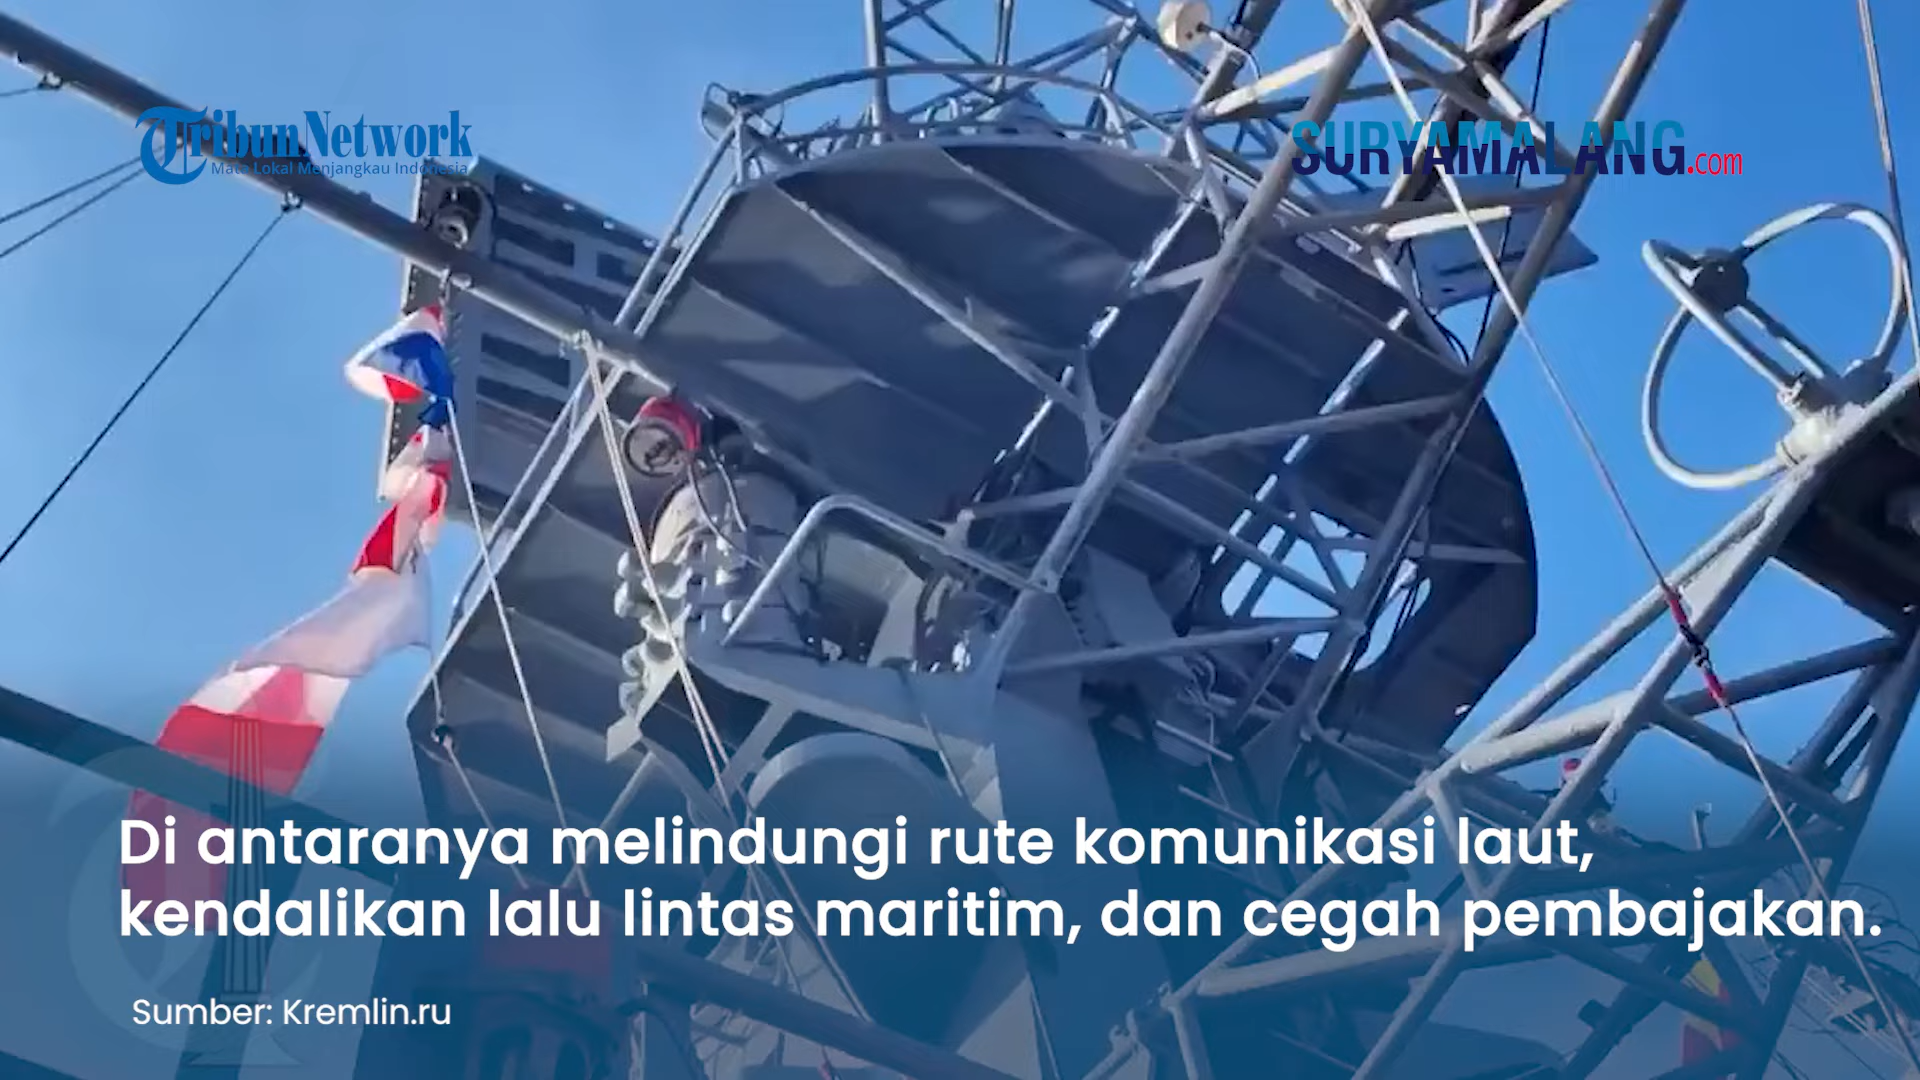 TribunNetwork
Mata Lokal Menjangkau Indonesia
SURYAMALANG.com
Di antaranya melindungi rute komunikasi laut,
kendalikan lalu lintas maritim, dan cegah pembajakan.
Sumber: Kremlin.ru